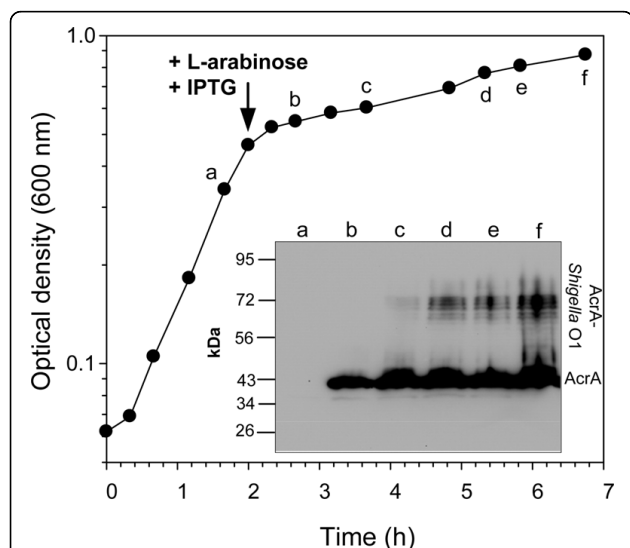 1.0
+ L-arabinose
+ IPTG
b
c
d
e
f
a
Optical density (600 nm)
a b c d e f
95
72
56
43
34
26
kDa
AcrA-
Shigella O1
AcrA
0.1
0 1 2 3 4 5 6 7
Time (h)